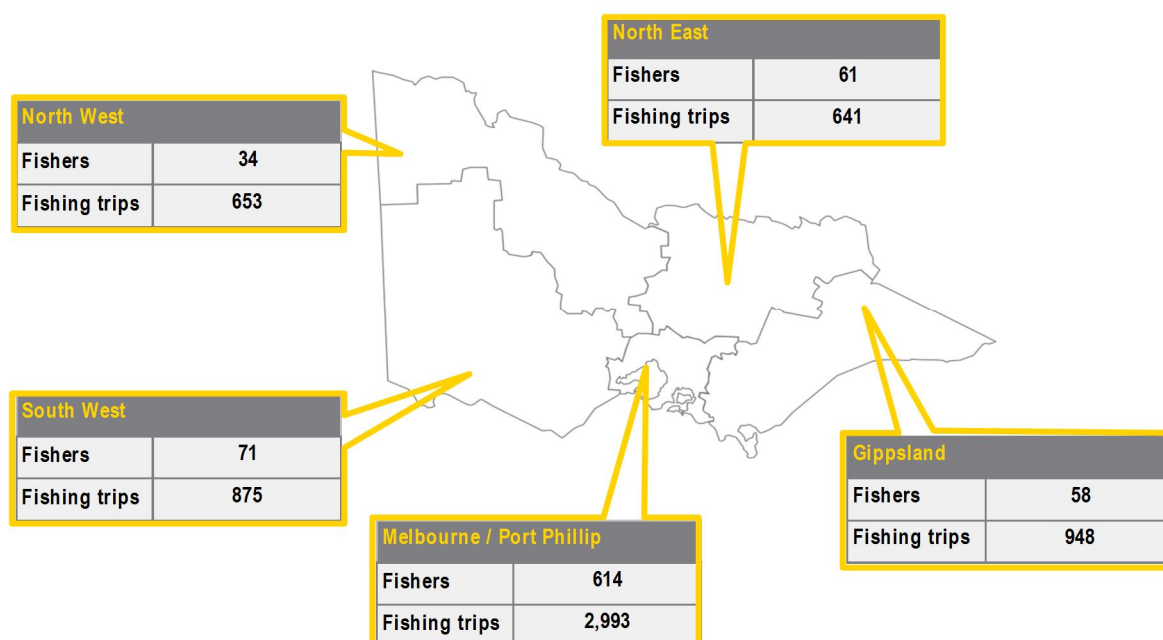 North East
Fishers 61
Fishing trips 641
North West
Fishers 34
Fishing trips 653
South West
Fishers 71
Fishing trips 875
Melbourne / Port Phillip
Fishers 614
Fishing trips 2,993
Gippsland
Fishers 58
Fishing trips 948